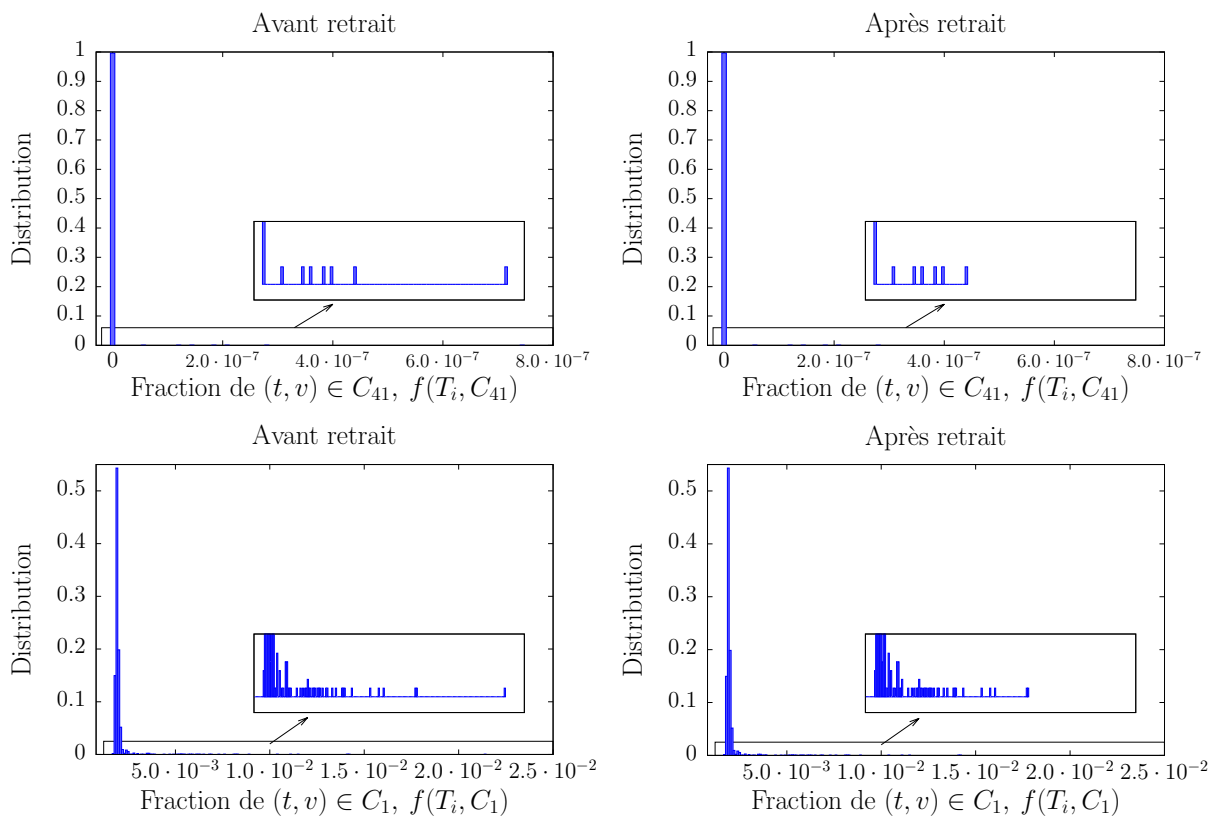 Avant retrait
1
0.9
0.8
0.7
0.6
0.5
0.4
0.3
0.2
0.1
0
Distribution
0 2.0 · 10⁻⁷ 4.0 · 10⁻⁷ 6.0 · 10⁻⁷ 8.0 · 10⁻⁷
Fraction de (t, v) ∈ C₄₁, f(Tᵢ, C₄₁)
Après retrait
1
0.9
0.8
0.7
0.6
0.5
0.4
0.3
0.2
0.1
0
Distribution
0 2.0 · 10⁻⁷ 4.0 · 10⁻⁷ 6.0 · 10⁻⁷ 8.0 · 10⁻⁷
Fraction de (t, v) ∈ C₄₁, f(Tᵢ, C₄₁)
Avant retrait
0.5
0.4
0.3
0.2
0.1
0
Distribution
5.0 · 10⁻³ 1.0 · 10⁻² 1.5 · 10⁻² 2.0 · 10⁻² 2.5 · 10⁻²
Fraction de (t, v) ∈ C₁, f(Tᵢ, C₁)
Après retrait
0.5
0.4
0.3
0.2
0.1
0
Distribution
5.0 · 10⁻³ 1.0 · 10⁻² 1.5 · 10⁻² 2.0 · 10⁻² 2.5 · 10⁻²
Fraction de (t, v) ∈ C₁, f(Tᵢ, C₁)